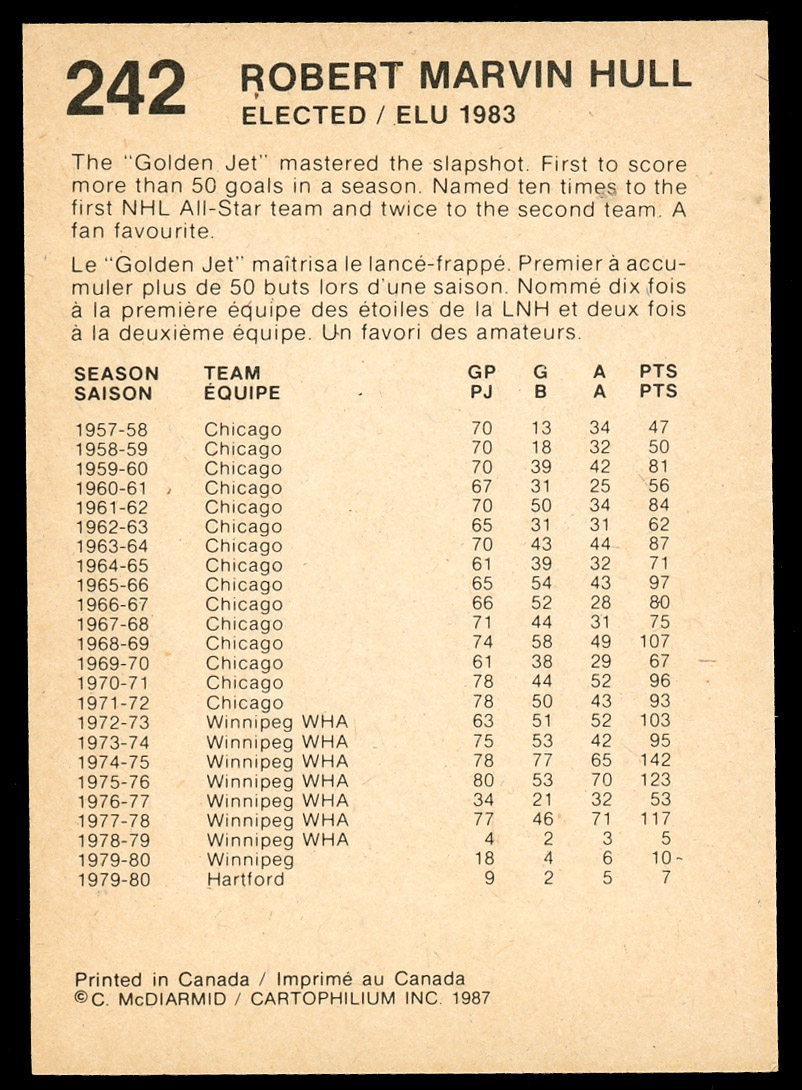 242 ROBERT MARVIN HULL
ELECTED / ELU 1983
The "Golden Jet" mastered the slapshot. First to score
more than 50 goals in a season. Named ten times to the
first NHL All-Star team and twice to the second team. A
fan favourite.
Le "Golden Jet" maîtrisa le lancé-frappé. Premier à accu-
muler plus de 50 buts lors d'une saison. Nommé dix fois
à la première équipe des étoiles de la LNH et deux fois
à la deuxième équipe. Un favori des amateurs.
SEASON TEAM GP G A PTS
SAISON ÉQUIPE PJ B A PTS
1957-58 Chicago 70 13 34 47
1958-59 Chicago 70 18 32 50
1959-60 Chicago 70 39 42 81
1960-61 Chicago 67 31 25 56
1961-62 Chicago 70 50 34 84
1962-63 Chicago 65 31 31 62
1963-64 Chicago 70 43 44 87
1964-65 Chicago 61 39 32 71
1965-66 Chicago 65 54 43 97
1966-67 Chicago 66 52 28 80
1967-68 Chicago 71 44 31 75
1968-69 Chicago 74 58 49 107
1969-70 Chicago 61 38 29 67
1970-71 Chicago 78 44 52 96
1971-72 Chicago 78 50 43 93
1972-73 Winnipeg WHA 63 51 52 103
1973-74 Winnipeg WHA 75 53 42 95
1974-75 Winnipeg WHA 78 77 65 142
1975-76 Winnipeg WHA 80 53 70 123
1976-77 Winnipeg WHA 34 21 32 53
1977-78 Winnipeg WHA 77 46 71 117
1978-79 Winnipeg WHA 4 2 3 5
1979-80 Winnipeg 18 4 6 10
1979-80 Hartford 9 2 5 7
Printed in Canada / Imprimé au Canada
©C. McDIARMID / CARTOPHILIUM INC. 1987